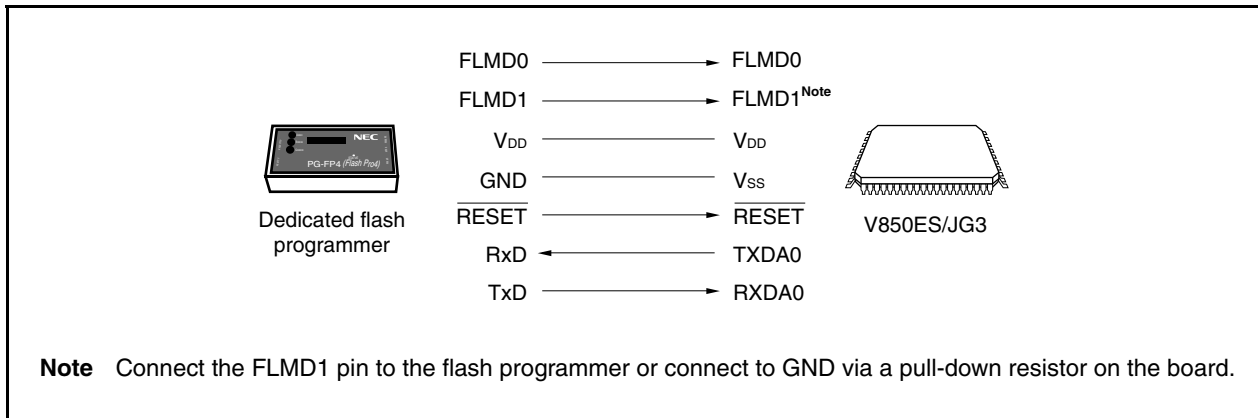 FLMD0 FLMD0
FLMD1 FLMD1Note
VDD VDD
GND VSS
RESET RESET
RxD TXDA0
TxD RXDA0
NEC
PG-FP4 (Flash Pro4)
Dedicated flash
programmer
V850ES/JG3
Note Connect the FLMD1 pin to the flash programmer or connect to GND via a pull-down resistor on the board.